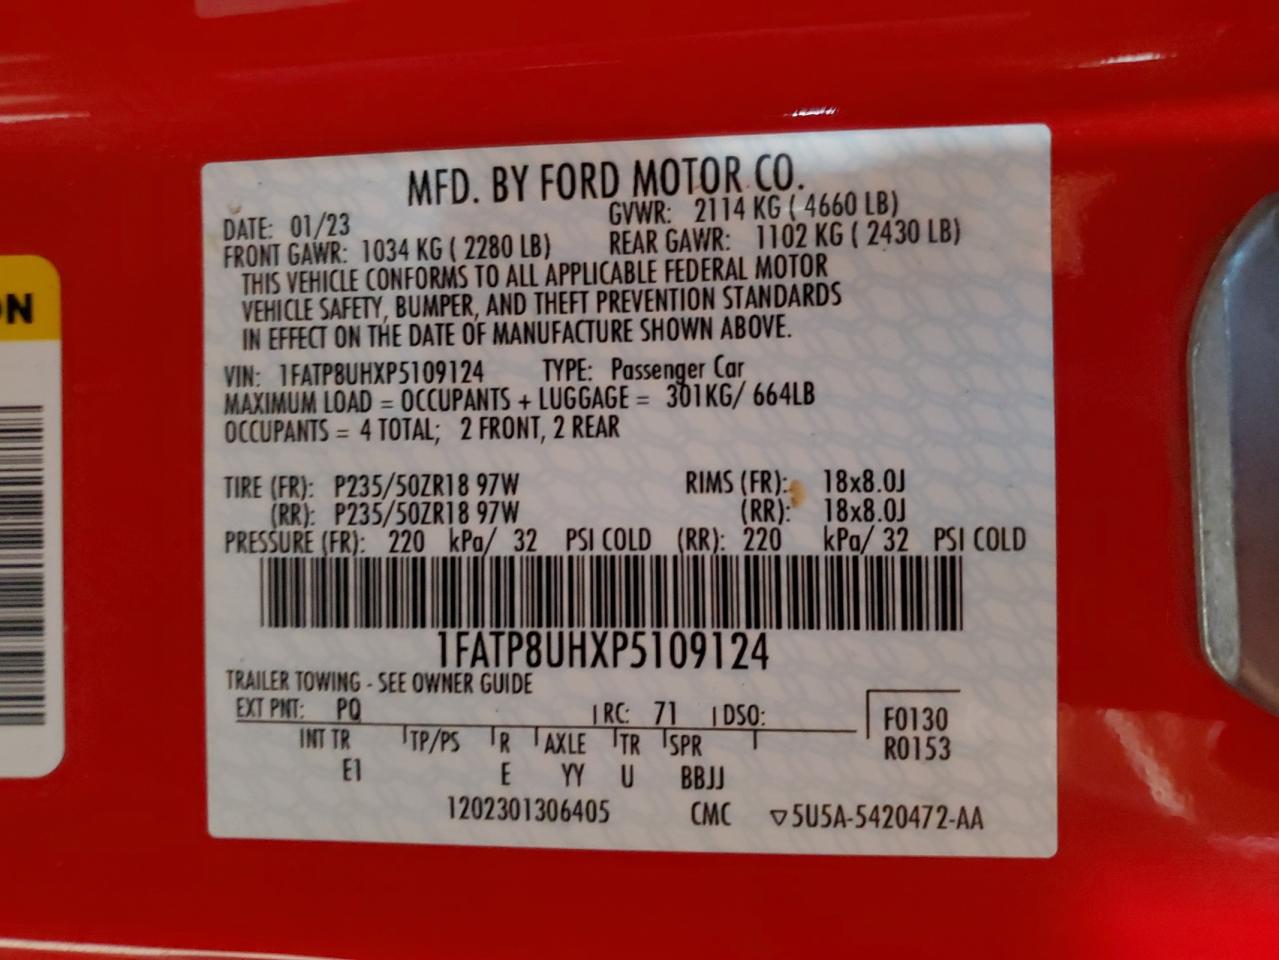 MFD. BY FORD MOTOR CO.
DATE: 01/23 GVWR: 2114 KG ( 4660 LB)
FRONT GAWR: 1034 KG ( 2280 LB) REAR GAWR: 1102 KG ( 2430 LB)
THIS VEHICLE CONFORMS TO ALL APPLICABLE FEDERAL MOTOR
VEHICLE SAFETY, BUMPER, AND THEFT PREVENTION STANDARDS
IN EFFECT ON THE DATE OF MANUFACTURE SHOWN ABOVE.
VIN: 1FATP8UHXP5109124 TYPE: Passenger Car
MAXIMUM LOAD = OCCUPANTS + LUGGAGE = 301KG/ 664LB
OCCUPANTS = 4 TOTAL; 2 FRONT, 2 REAR
TIRE (FR): P235/50ZR18 97W RIMS (FR): 18x8.0J
(RR): P235/50ZR18 97W (RR): 18x8.0J
PRESSURE (FR): 220 kPa/ 32 PSI COLD (RR): 220 kPa/ 32 PSI COLD
1FATP8UHXP5109124
TRAILER TOWING - SEE OWNER GUIDE
EXT PNT: PQ RC: 71 DSO: F0130
INT TR TP/PS R AXLE TR SPR R0153
E1 E YY U BBJJ
1202301306405 CMC ▽5U5A-5420472-AA